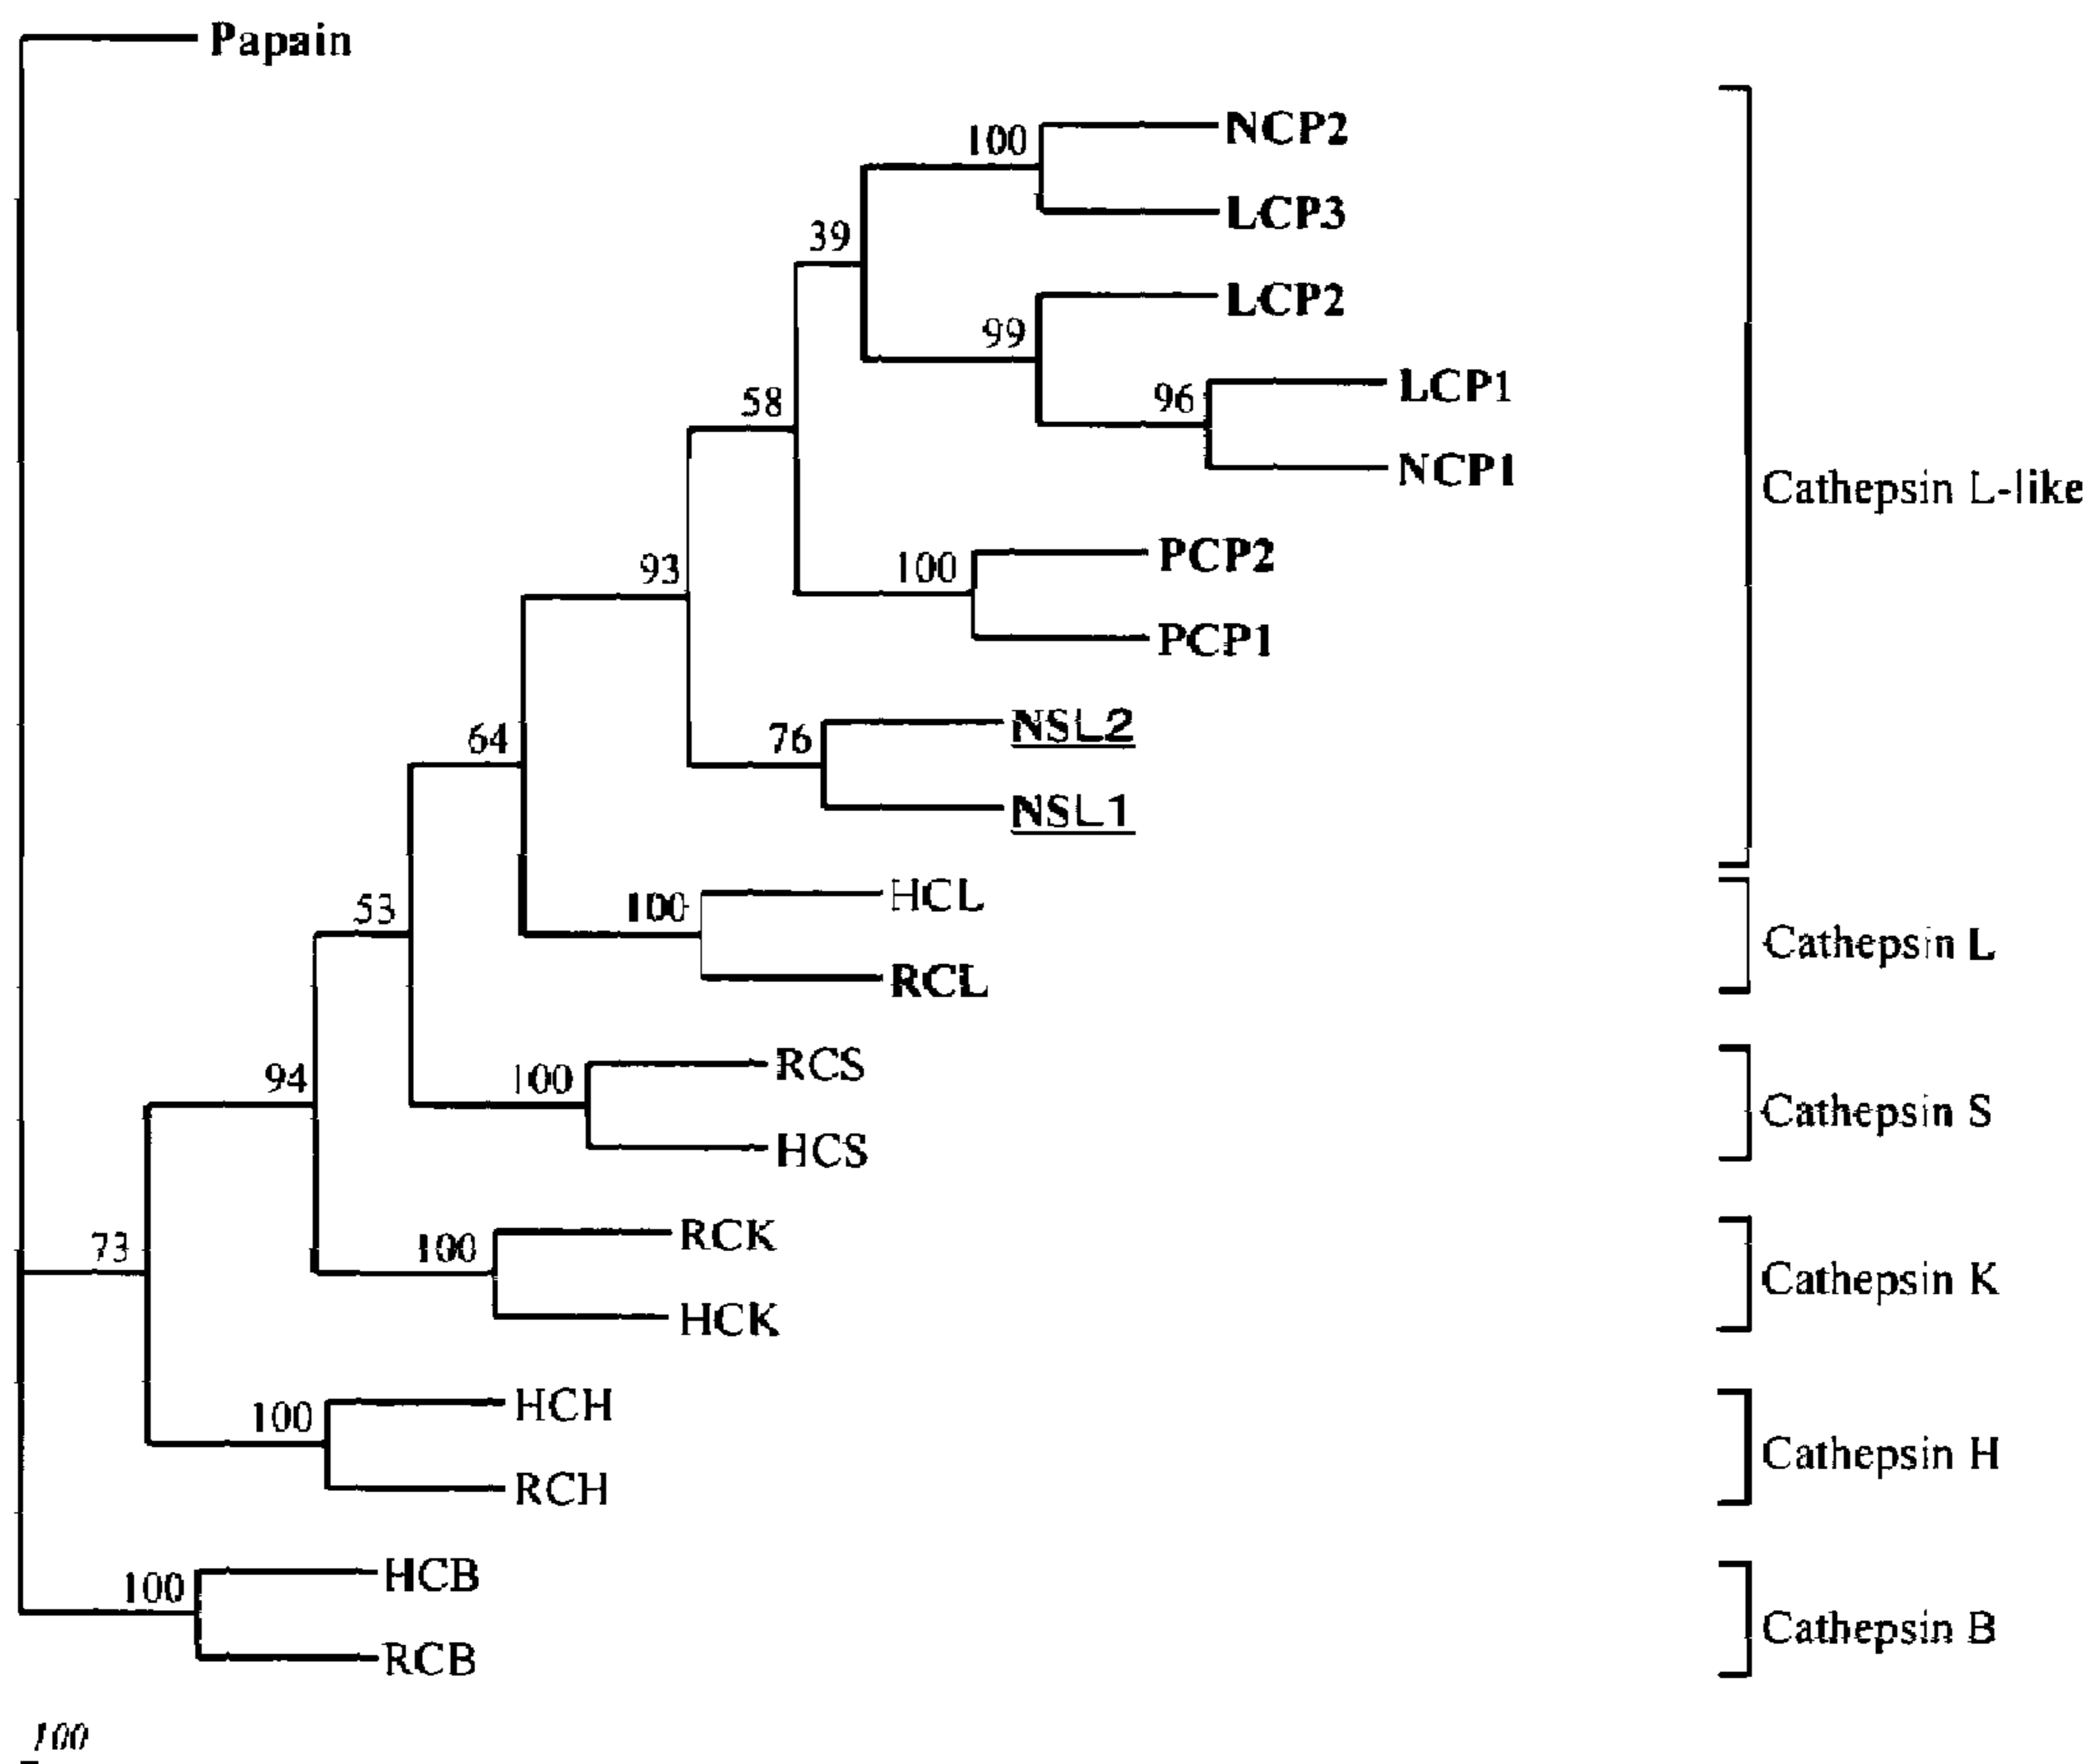 Papain
NCP2
100
LCP3
39
LCP2
99
LCP1
96
58
NCP1
Cathepsin L-like
PCP2
100
93
PCP1
NSL2
76
64
NSL1
HCL
100
53
Cathepsin L
RCL
RCS
100
94
Cathepsin S
HCS
RCK
100
73
Cathepsin K
HCK
HCH
100
Cathepsin H
RCH
HCB
100
Cathepsin B
RCB
100